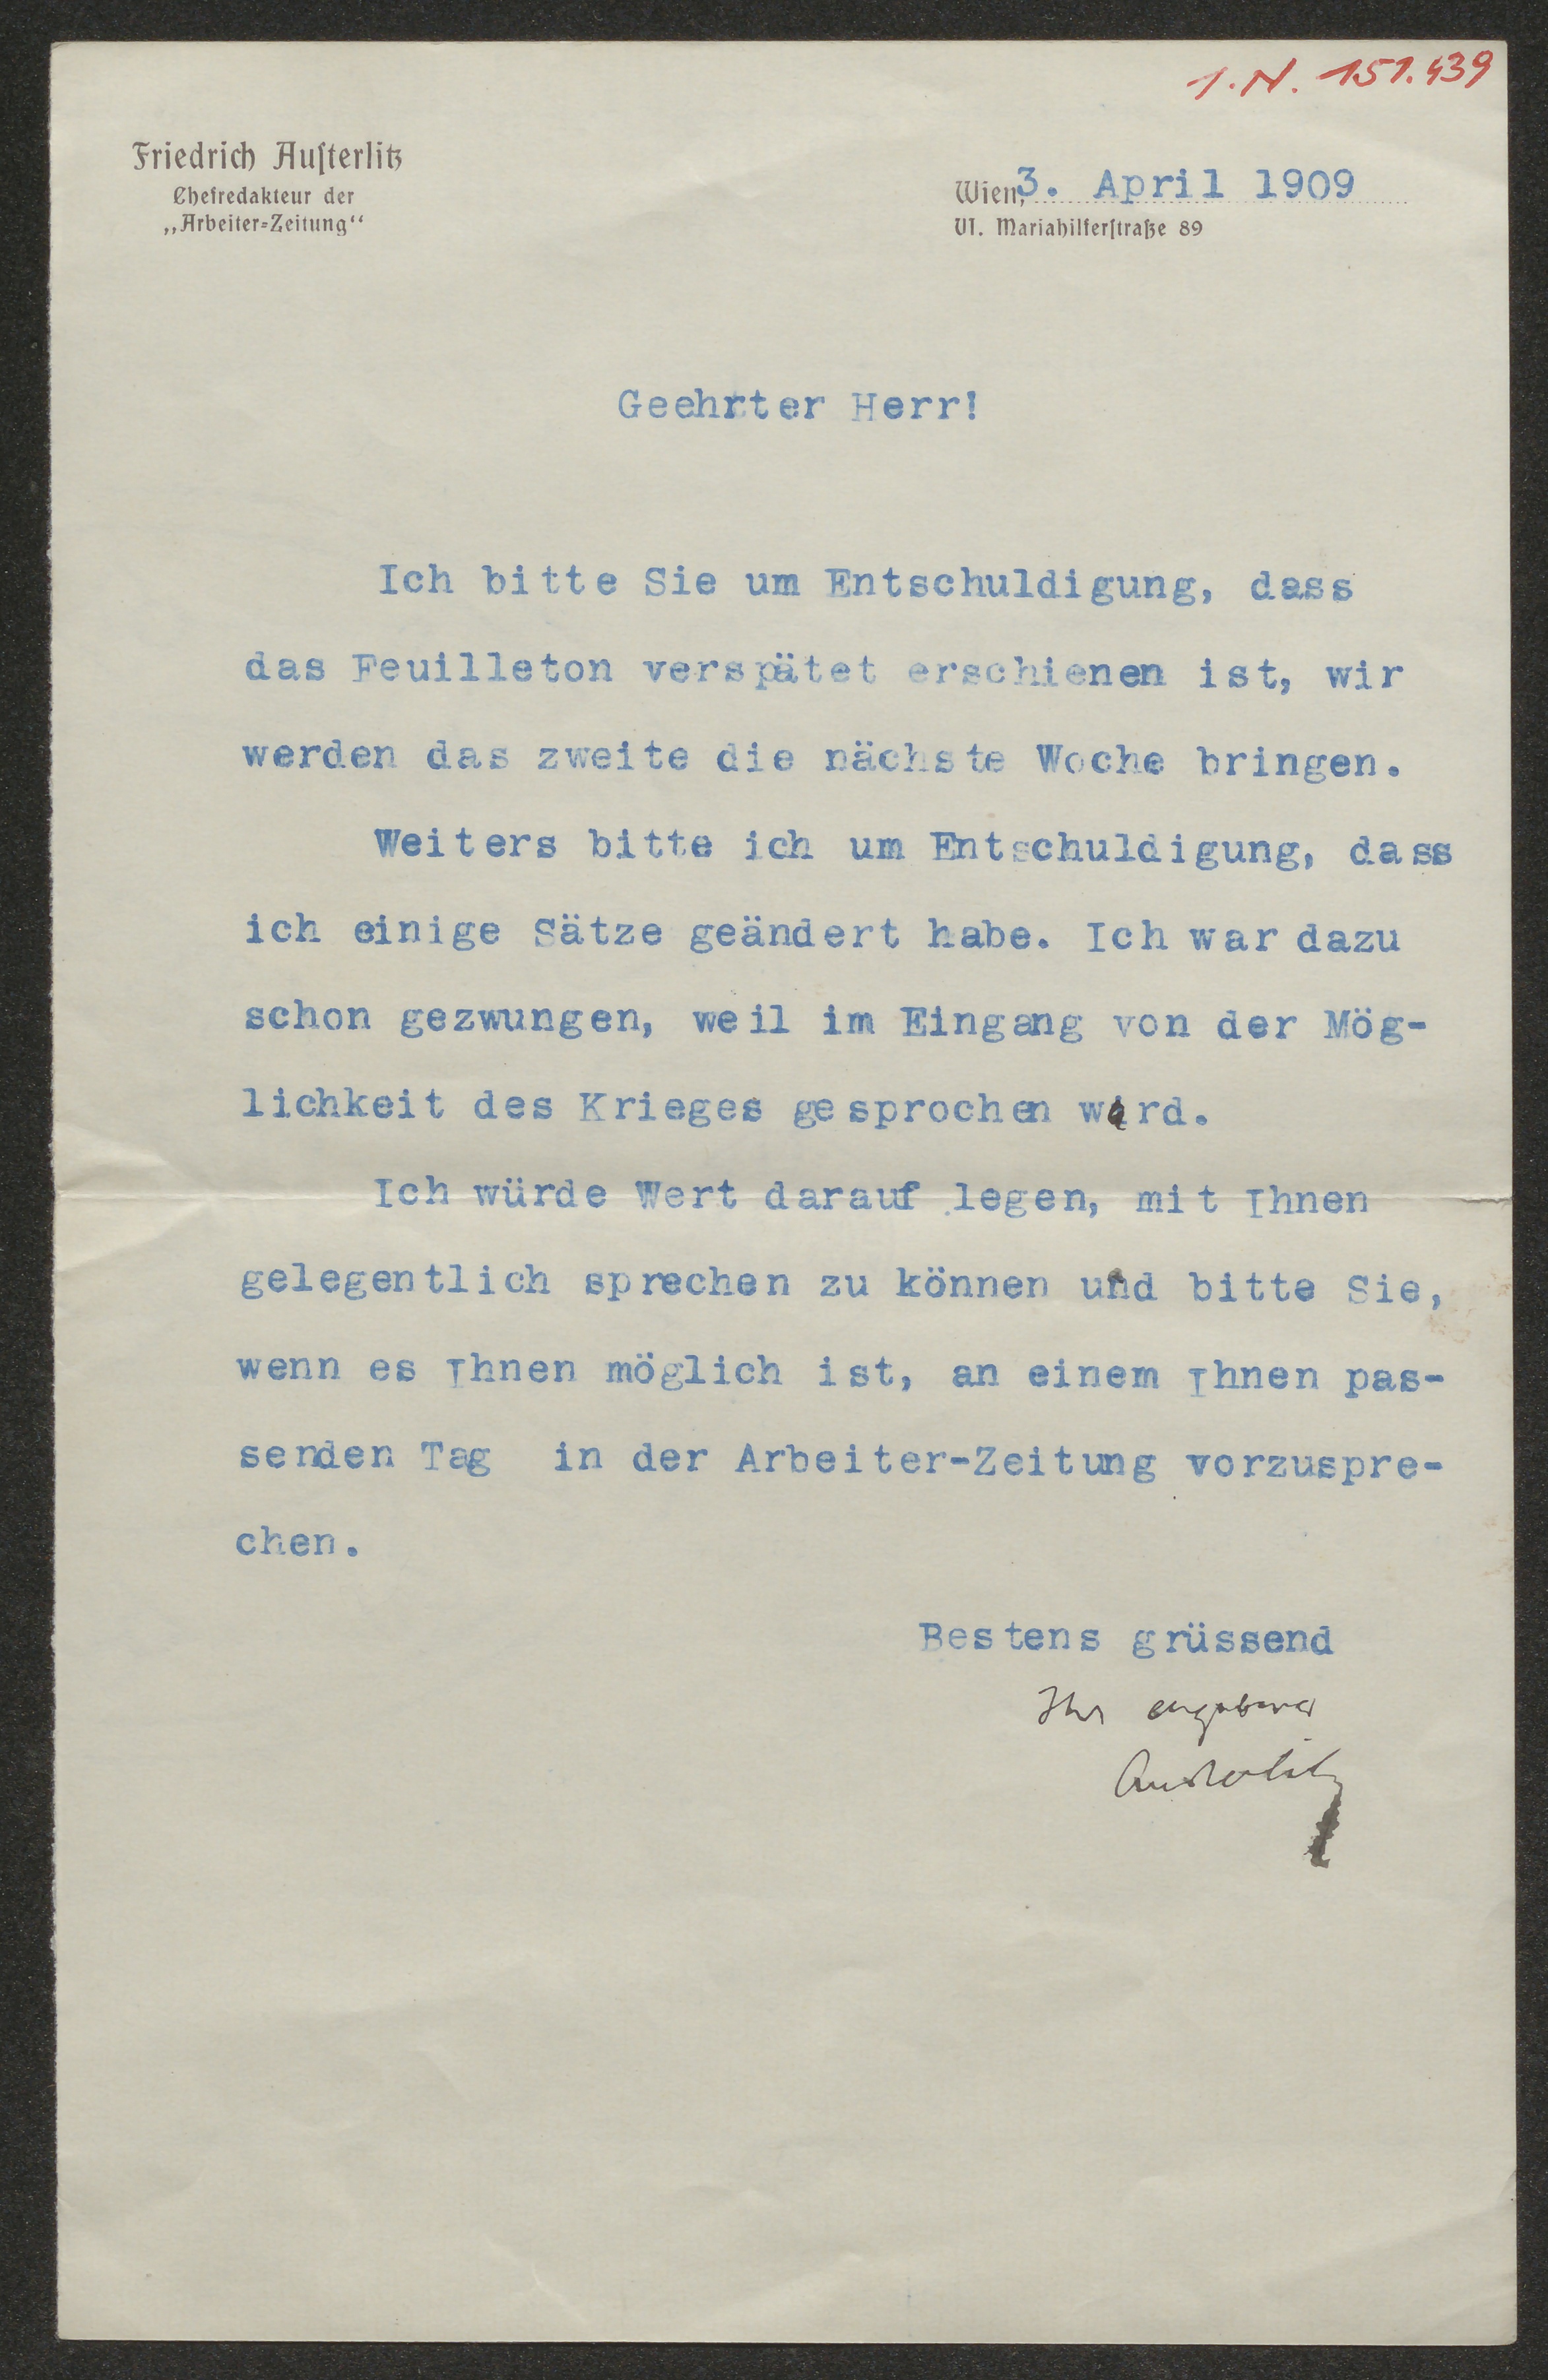 I.N. 151.439
Friedrich Auſterlitz
Chefredakteur der
„Arbeiter-Zeitung“
Wien, 3. April 1909
VI. Mariahilferſtraße 89
Geehrter Herr!
Ich bitte Sie um Entschuldigung, dass
das Feuilleton verspätet erschienen ist, wir
werden das zweite die nächste Woche bringen.
Weiters bitte ich um Entschuldigung, dass
ich einige Sätze geändert habe. Ich war dazu
schon gezwungen, weil im Eingang von der Mög-
lichkeit des Krieges gesprochen wird.
Ich würde Wert darauf legen, mit Ihnen
gelegentlich sprechen zu können und bitte Sie,
wenn es Ihnen möglich ist, an einem Ihnen pas-
senden Tag in der Arbeiter-Zeitung vorzuspre-
chen.
Bestens grüssend
Ihr ergebener
Austerlitz